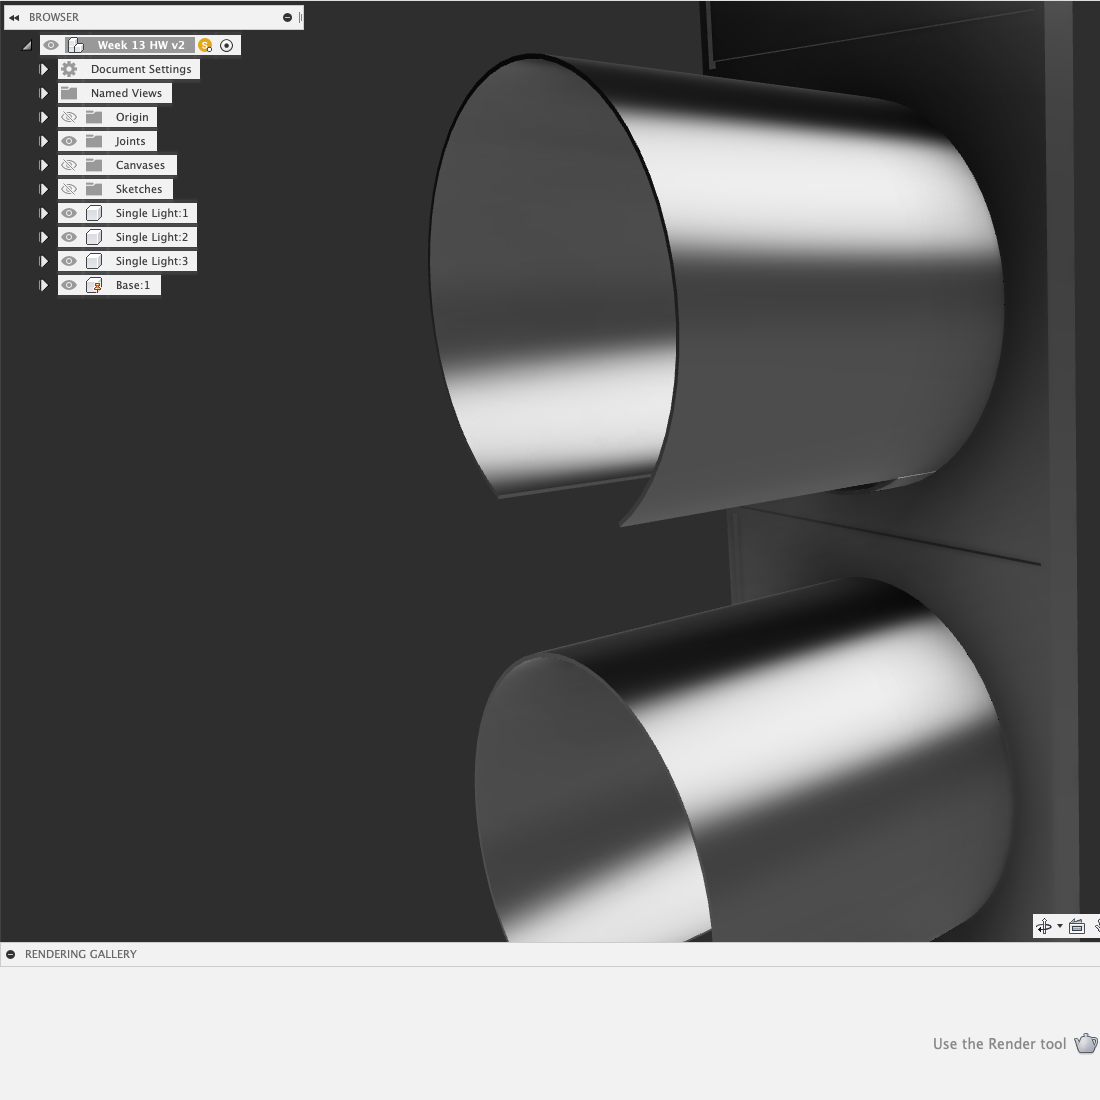 BROWSER
Week 13 HW v2
S
Document Settings
Named Views
Origin
Joints
Canvases
Sketches
Single Light:1
Single Light:2
Single Light:3
Base:1
RENDERING GALLERY
Use the Render tool